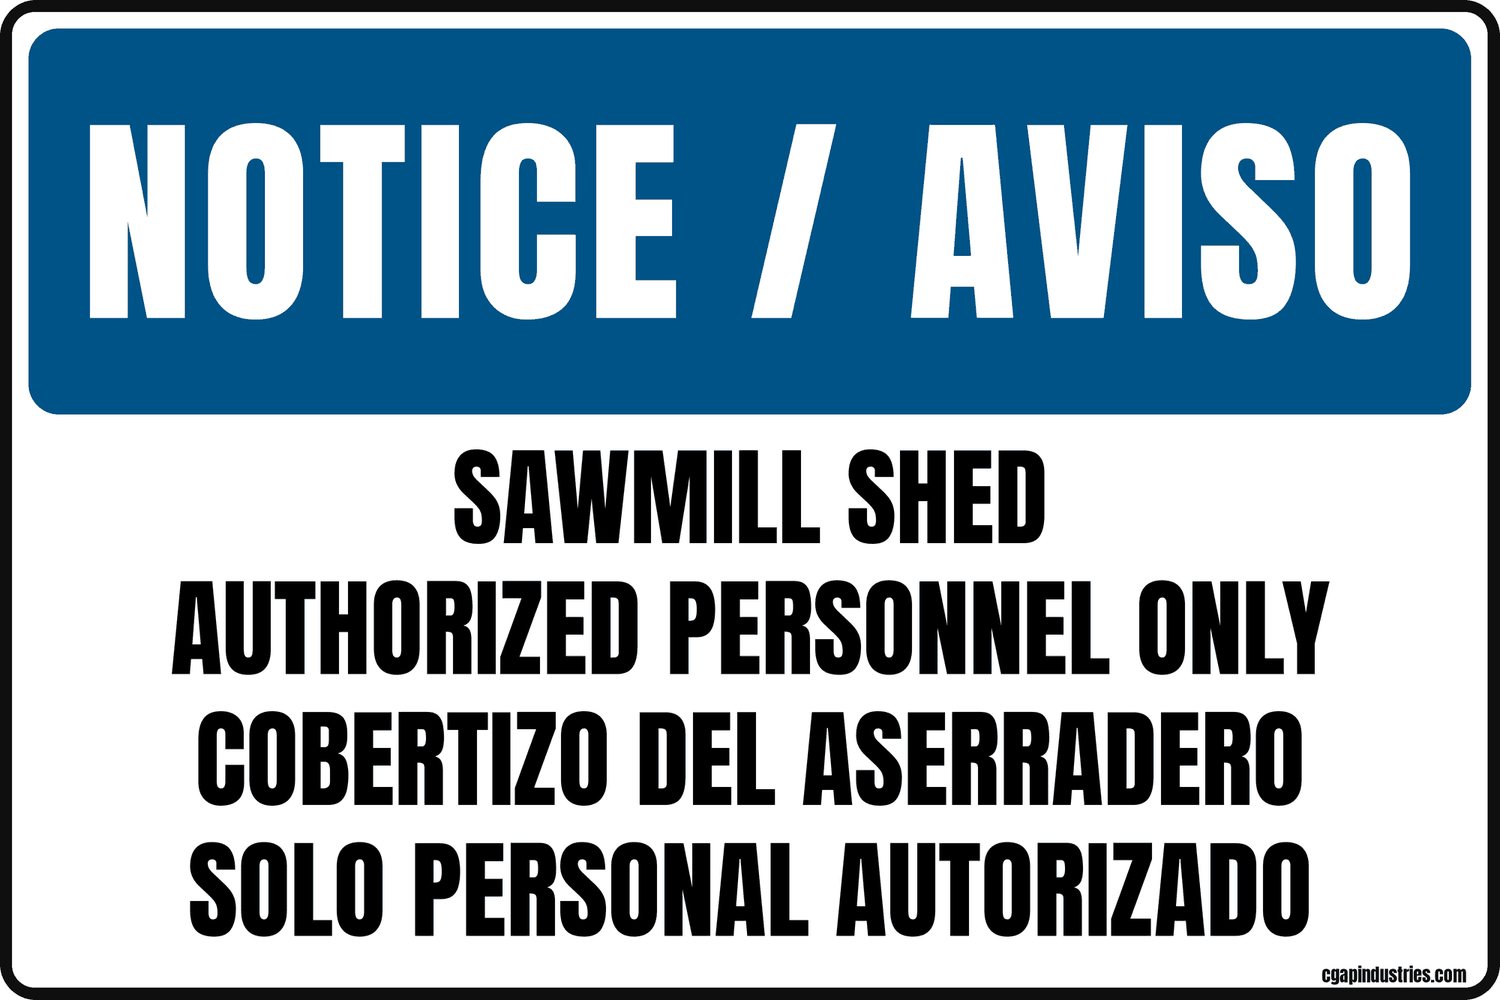 NOTICE / AVISO
SAWMILL SHED
AUTHORIZED PERSONNEL ONLY
COBERTIZO DEL ASERRADERO
SOLO PERSONAL AUTORIZADO
cgapindustries.com